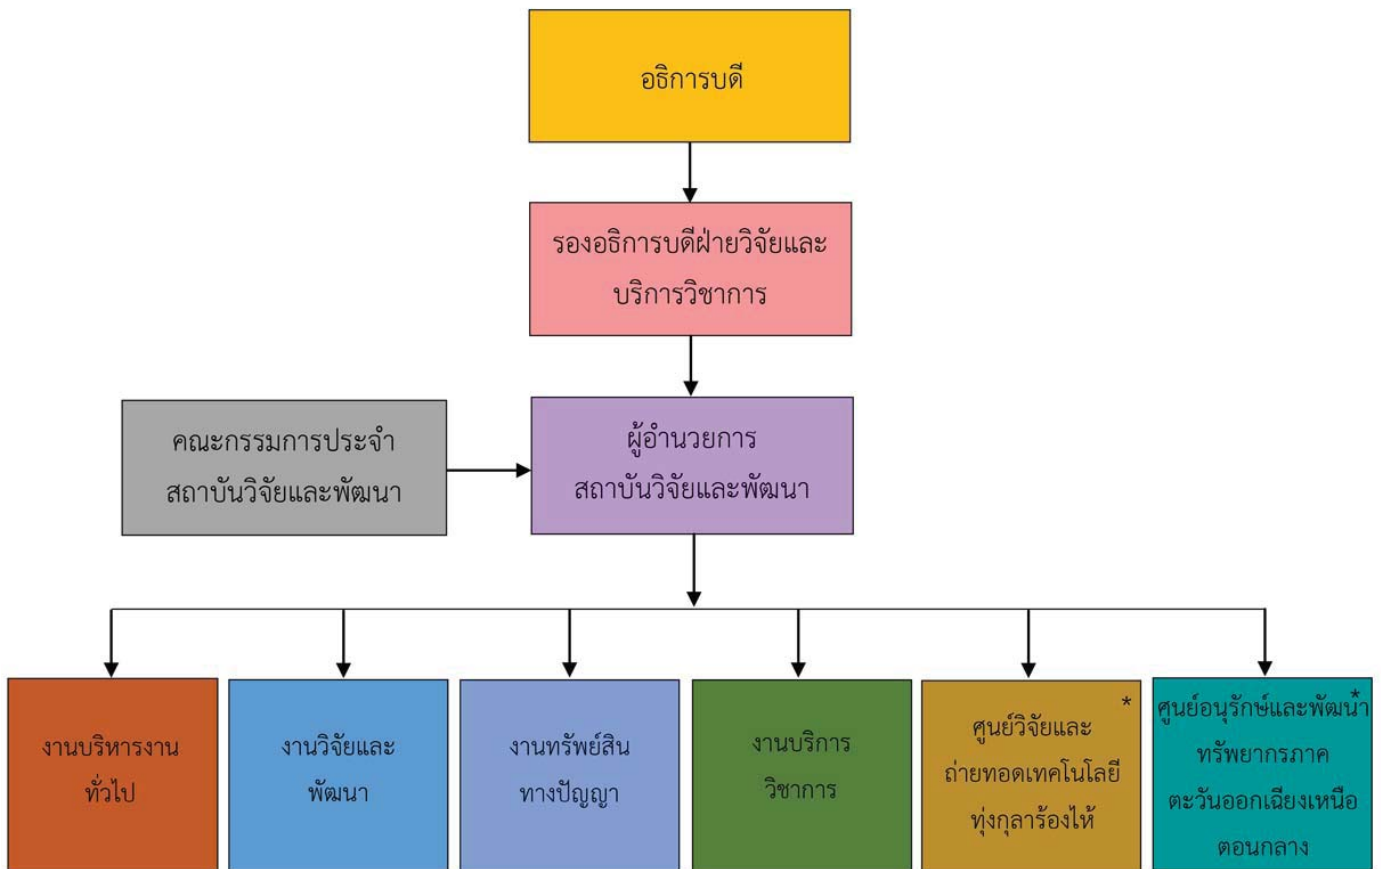 อธิการบดี
รองอธิการบดีฝ่ายวิจัยและ
บริการวิชาการ
คณะกรรมการประจำ
สถาบันวิจัยและพัฒนา
ผู้อำนวยการ
สถาบันวิจัยและพัฒนา
งานบริหารงาน
ทั่วไป
งานวิจัยและ
พัฒนา
งานทรัพย์สิน
ทางปัญญา
งานบริการ
วิชาการ
*
ศูนย์วิจัยและ
ถ่ายทอดเทคโนโลยี
ทุ่งกุลาร้องไห้
*
ศูนย์อนุรักษ์และพัฒนา
ทรัพยากรภาค
ตะวันออกเฉียงเหนือ
ตอนกลาง